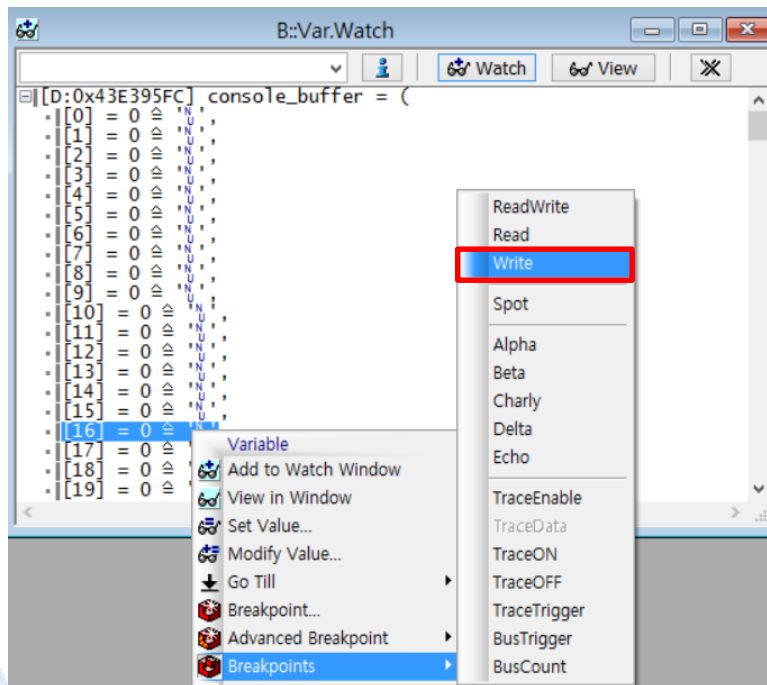 B::Var.Watch
Watch
View
[D:0x43E395FC] console_buffer = (
[0] = 0 ≙ 'NU',
[1] = 0 ≙ 'NU',
[2] = 0 ≙ 'NU',
[3] = 0 ≙ 'NU',
[4] = 0 ≙ 'NU',
[5] = 0 ≙ 'NU',
[6] = 0 ≙ 'NU',
[7] = 0 ≙ 'NU',
[8] = 0 ≙ 'NU',
[9] = 0 ≙ 'NU',
[10] = 0 ≙ 'NU',
[11] = 0 ≙ 'NU',
[12] = 0 ≙ 'NU',
[13] = 0 ≙ 'NU',
[14] = 0 ≙ 'NU',
[15] = 0 ≙ 'NU',
[16] = 0 ≙ 'NU'
[17] = 0 ≙
[18] = 0 ≙ '
[19] = 0 ≙ '
Variable
Add to Watch Window
View in Window
Set Value...
Modify Value...
Go Till
Breakpoint...
Advanced Breakpoint
Breakpoints
ReadWrite
Read
Write
Spot
Alpha
Beta
Charly
Delta
Echo
TraceEnable
TraceData
TraceON
TraceOFF
TraceTrigger
BusTrigger
BusCount